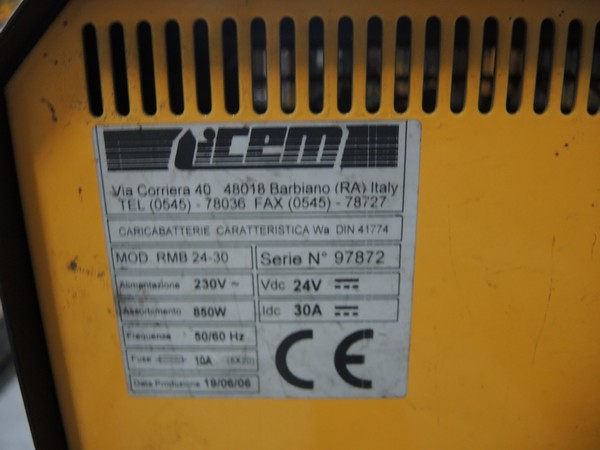 icem
Via Corriera 40 48018 Barbiano (RA) Italy
TEL (0545) - 78036 FAX (0545) - 78727
CARICABATTERIE CARATTERISTICA Wa DIN 41774
MOD. RMB 24-30 Serie N° 97872
Alimentazione 230V ~ Vdc 24V
Assorbimento 850W Idc 30A
Frequenza 50/60 Hz
Fuse 10A (5X20)
Data Produzione 19/06/06
CE